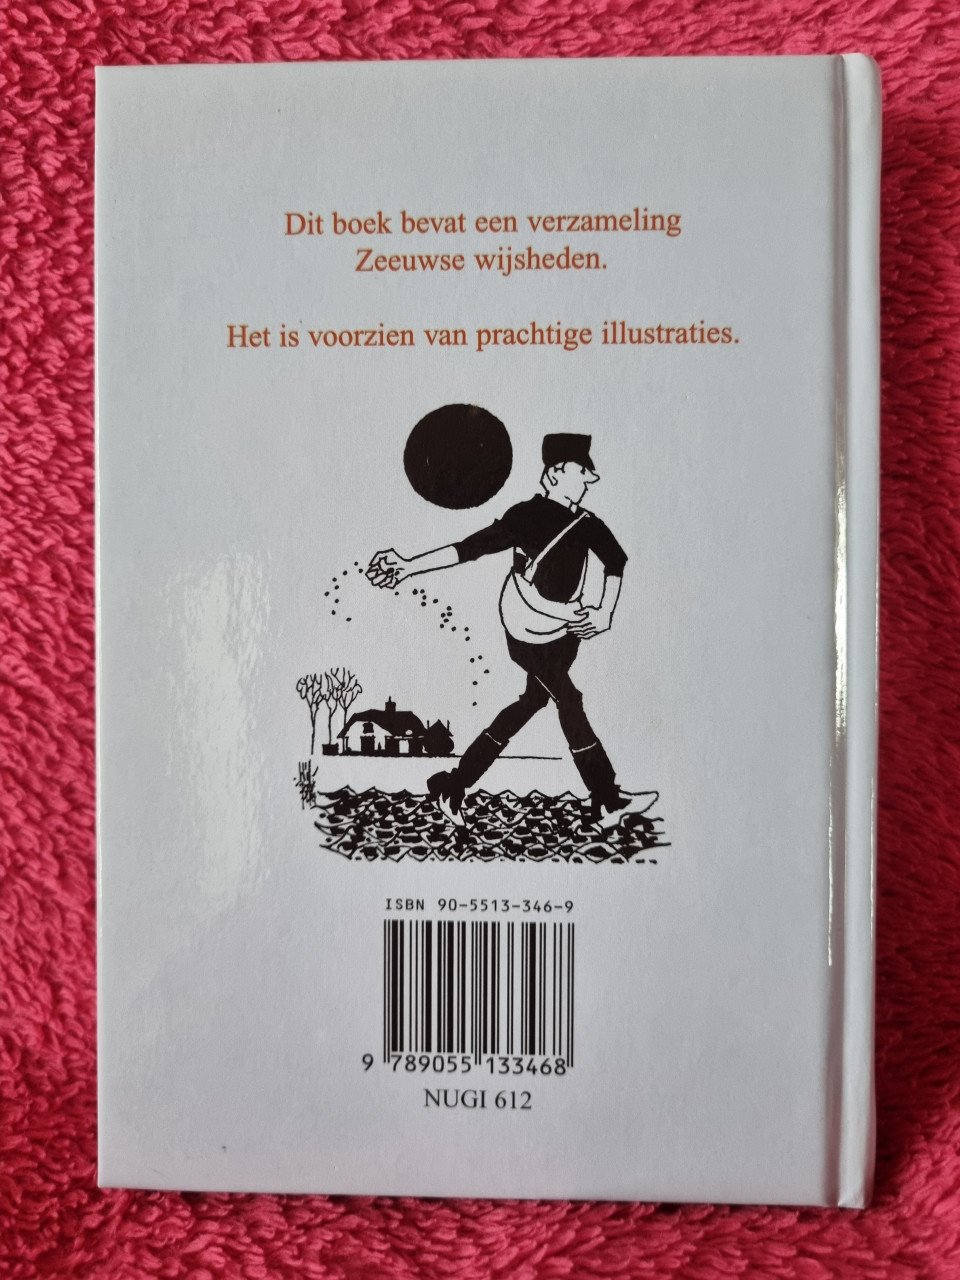 Dit boek bevat een verzameling
Zeeuwse wijsheden.
Het is voorzien van prachtige illustraties.
ISBN 90-5513-346-9
9 789055 133468
NUGI 612